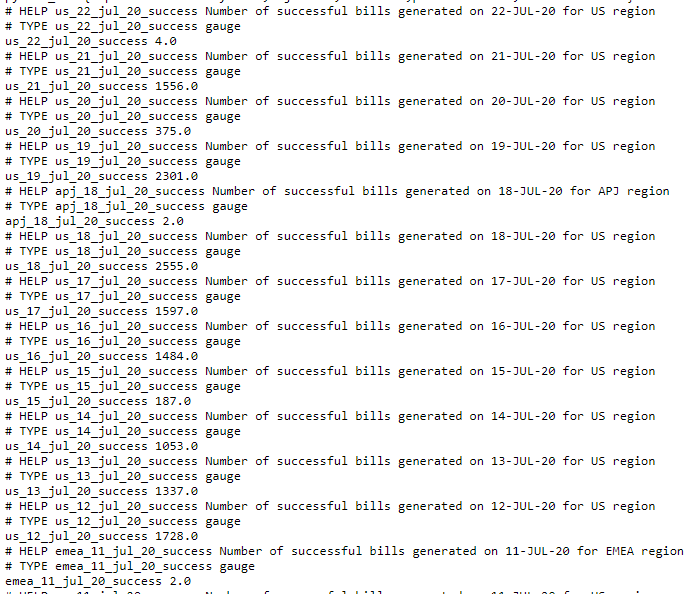 # HELP us_22_jul_20_success Number of successful bills generated on 22-JUL-20 for US region
# TYPE us_22_jul_20_success gauge
us_22_jul_20_success 4.0
# HELP us_21_jul_20_success Number of successful bills generated on 21-JUL-20 for US region
# TYPE us_21_jul_20_success gauge
us_21_jul_20_success 1556.0
# HELP us_20_jul_20_success Number of successful bills generated on 20-JUL-20 for US region
# TYPE us_20_jul_20_success gauge
us_20_jul_20_success 375.0
# HELP us_19_jul_20_success Number of successful bills generated on 19-JUL-20 for US region
# TYPE us_19_jul_20_success gauge
us_19_jul_20_success 2301.0
# HELP apj_18_jul_20_success Number of successful bills generated on 18-JUL-20 for APJ region
# TYPE apj_18_jul_20_success gauge
apj_18_jul_20_success 2.0
# HELP us_18_jul_20_success Number of successful bills generated on 18-JUL-20 for US region
# TYPE us_18_jul_20_success gauge
us_18_jul_20_success 2555.0
# HELP us_17_jul_20_success Number of successful bills generated on 17-JUL-20 for US region
# TYPE us_17_jul_20_success gauge
us_17_jul_20_success 1597.0
# HELP us_16_jul_20_success Number of successful bills generated on 16-JUL-20 for US region
# TYPE us_16_jul_20_success gauge
us_16_jul_20_success 1484.0
# HELP us_15_jul_20_success Number of successful bills generated on 15-JUL-20 for US region
# TYPE us_15_jul_20_success gauge
us_15_jul_20_success 187.0
# HELP us_14_jul_20_success Number of successful bills generated on 14-JUL-20 for US region
# TYPE us_14_jul_20_success gauge
us_14_jul_20_success 1053.0
# HELP us_13_jul_20_success Number of successful bills generated on 13-JUL-20 for US region
# TYPE us_13_jul_20_success gauge
us_13_jul_20_success 1337.0
# HELP us_12_jul_20_success Number of successful bills generated on 12-JUL-20 for US region
# TYPE us_12_jul_20_success gauge
us_12_jul_20_success 1728.0
# HELP emea_11_jul_20_success Number of successful bills generated on 11-JUL-20 for EMEA region
# TYPE emea_11_jul_20_success gauge
emea_11_jul_20_success 2.0